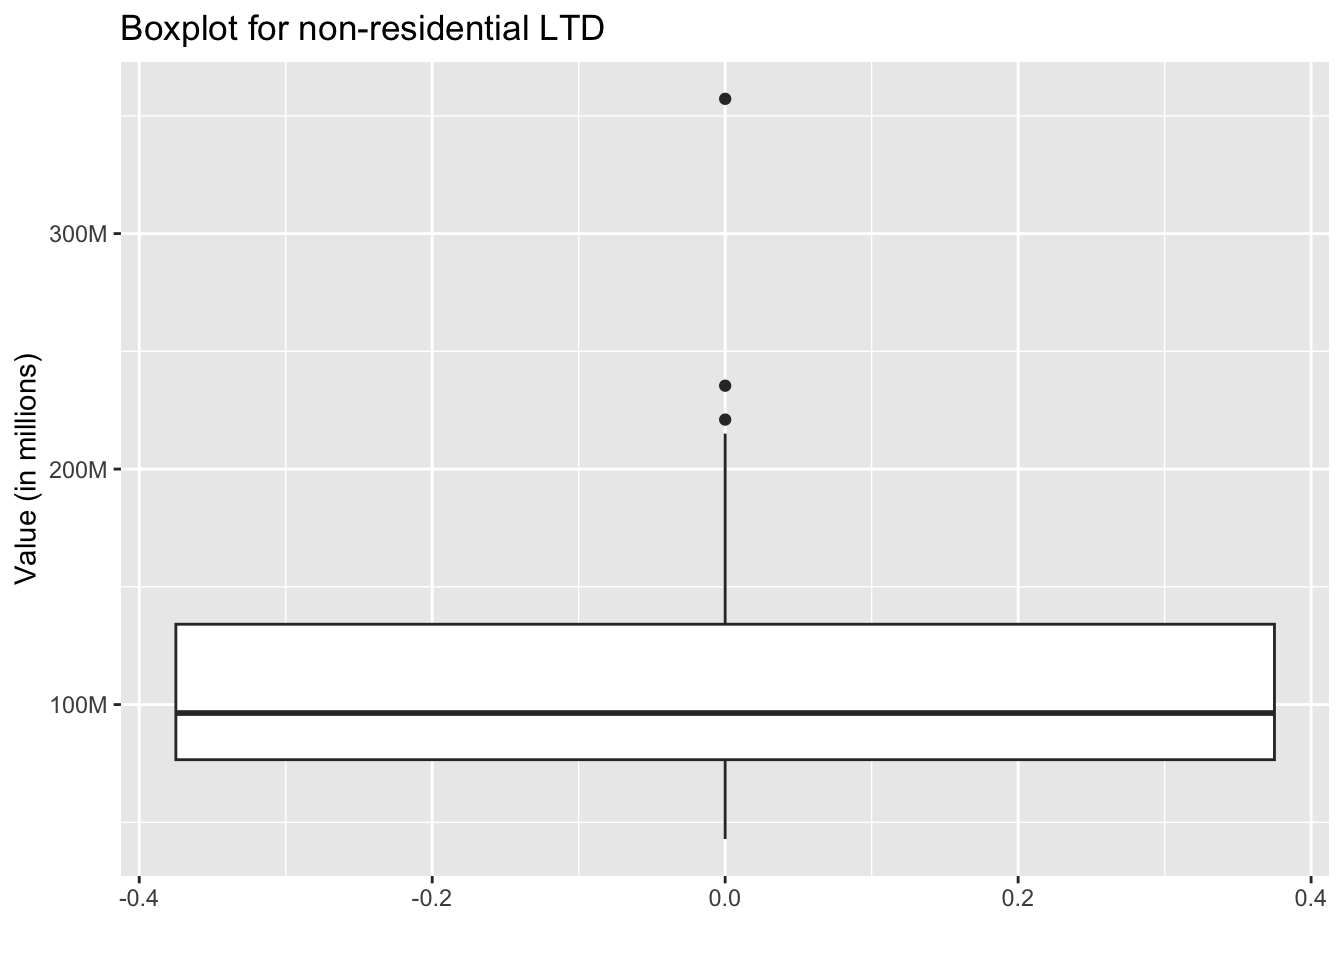 Boxplot for non-residential LTD
Value (in millions)
300M
200M
100M
-0.4
-0.2
0.0
0.2
0.4